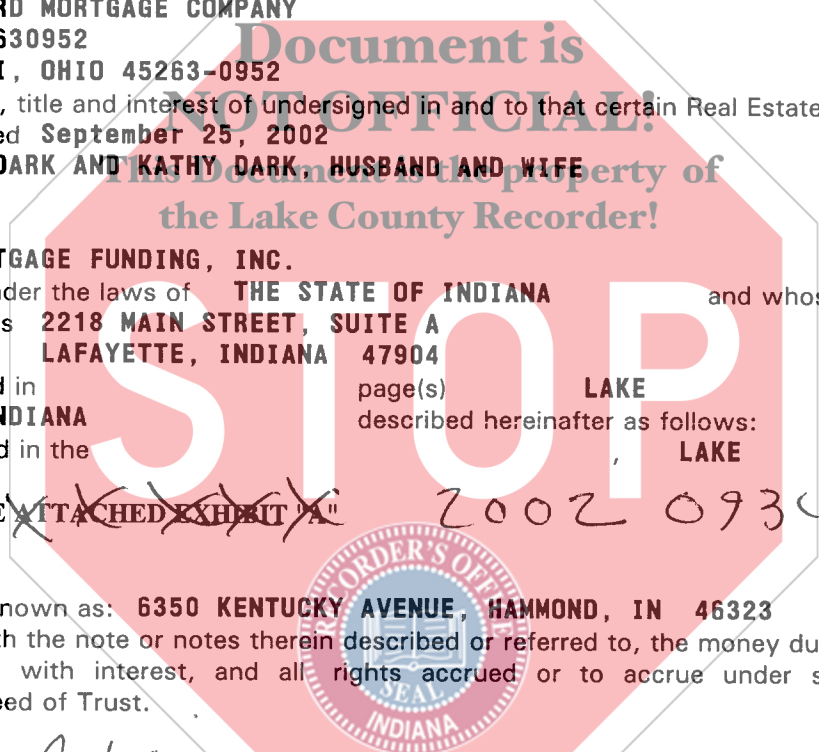 RD MORTGAGE COMPANY
630952
I, OHIO 45263-0952
Document is
, title and interest of undersigned in and to that certain Real Estate
NOT OFFICIAL!
ed September 25, 2002
DARK AND KATHY DARK, HUSBAND AND WIFE
This Document is the property of
the Lake County Recorder!
TGAGE FUNDING, INC.
nder the laws of THE STATE OF INDIANA and whos
s 2218 MAIN STREET, SUITE A
LAFAYETTE, INDIANA 47904
STOP
d in page(s) LAKE
NDIANA described hereinafter as follows:
d in the , LAKE
E ATTACHED EXHIBIT "A" 2002 093
RECORDER'S OFFICE
nown as: 6350 KENTUCKY AVENUE, HAMMOND, IN 46323
th the note or notes therein described or referred to, the money du
with interest, and all rights accrued or to accrue under s
eed of Trust.
SEAL
INDIANA